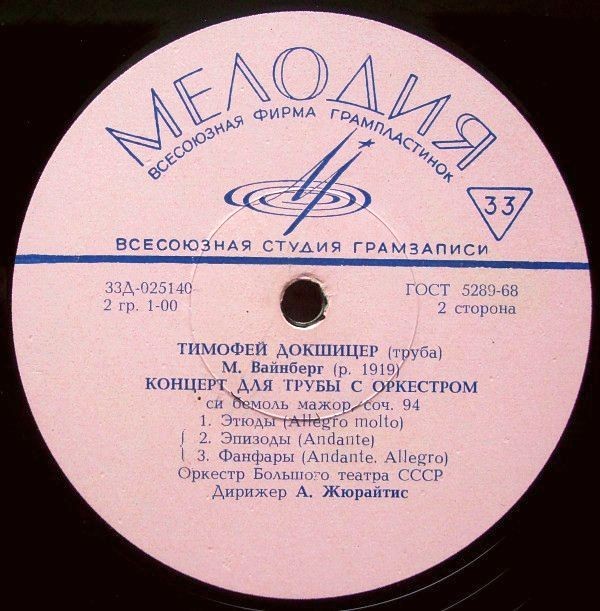 МЕЛОДИЯ
ВСЕСОЮЗНАЯ ФИРМА ГРАМПЛАСТИНОК
33
ВСЕСОЮЗНАЯ СТУДИЯ ГРАМЗАПИСИ
33Д-025140
ГОСТ 5289-68
2 гр. 1-00
2 сторона
ТИМОФЕЙ ДОКШИЦЕР (труба)
М. Вайнберг (р. 1919)
КОНЦЕРТ ДЛЯ ТРУБЫ С ОРКЕСТРОМ
си бемоль мажор, соч. 94
1. Этюды (Allegro molto)
2. Эпизоды (Andante)
3. Фанфары (Andante. Allegro)
Оркестр Большого театра СССР
Дирижер А. Жюрайтис